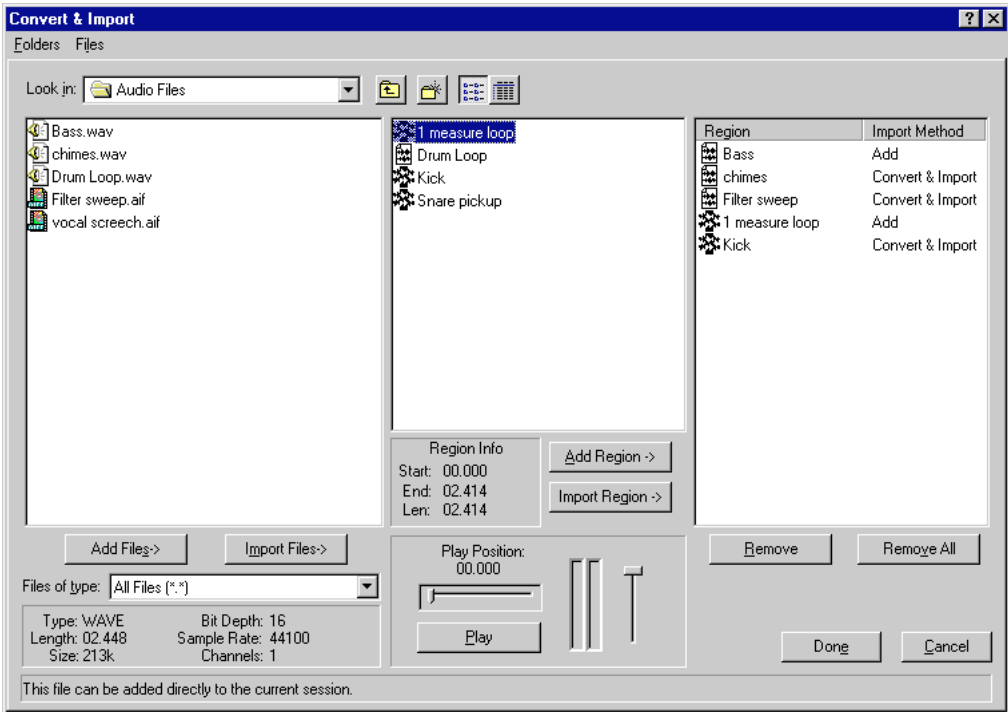 Convert & Import
Folders Files
Look in: Audio Files
Bass.wav
chimes.wav
Drum Loop.wav
Filter sweep.aif
vocal screech.aif
Add Files->
Import Files->
Files of type: All Files (*.*)
Type: WAVE
Length: 02.448
Size: 213k
Bit Depth: 16
Sample Rate: 44100
Channels: 1
1 measure loop
Drum Loop
Kick
Snare pickup
Region Info
Start: 00.000
End: 02.414
Len: 02.414
Add Region ->
Import Region ->
Play Position:
00.000
Play
Region Import Method
Bass Add
chimes Convert & Import
Filter sweep Convert & Import
1 measure loop Add
Kick Convert & Import
Remove
Remove All
Done
Cancel
This file can be added directly to the current session.